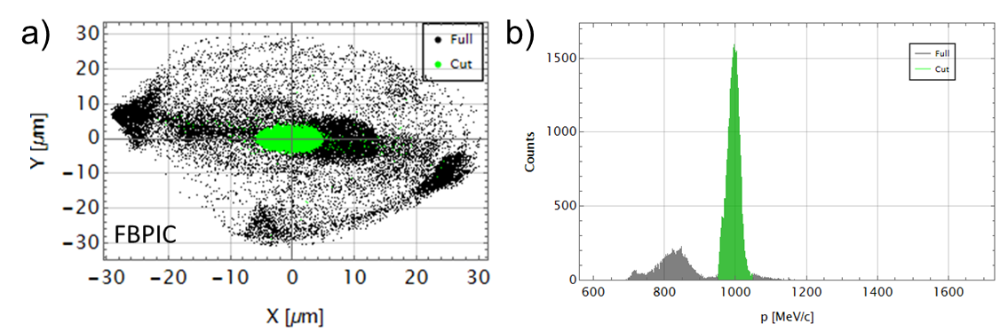 a)
30
20
10
0
-10
-20
-30
Y [μm]
Full
Cut
FBPIC
-30 -20 -10 0 10 20 30
X [μm]
b)
1500
1000
500
0
Counts
Full
Cut
600 800 1000 1200 1400 1600
p [MeV/c]